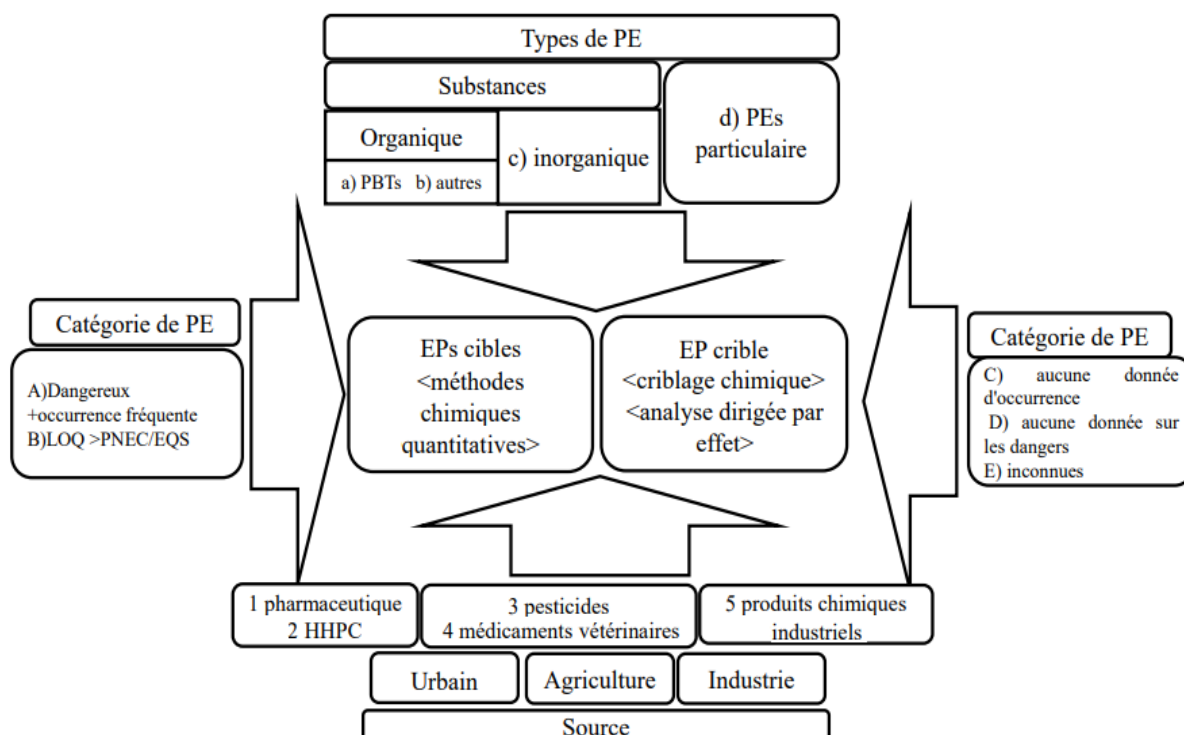 Types de PE
Substances
Organique
a) PBTs b) autres
c) inorganique
d) PEs
particulaire
Catégorie de PE
A)Dangereux
+occurrence fréquente
B)LOQ >PNEC/EQS
EPs cibles
<méthodes
chimiques
quantitatives>
EP crible
<criblage chimique>
<analyse dirigée par
effet>
Catégorie de PE
C) aucune donnée
d'occurrence
D) aucune donnée sur
les dangers
E) inconnues
1 pharmaceutique
2 HHPC
3 pesticides
4 médicaments vétérinaires
5 produits chimiques
industriels
Urbain
Agriculture
Industrie
Source